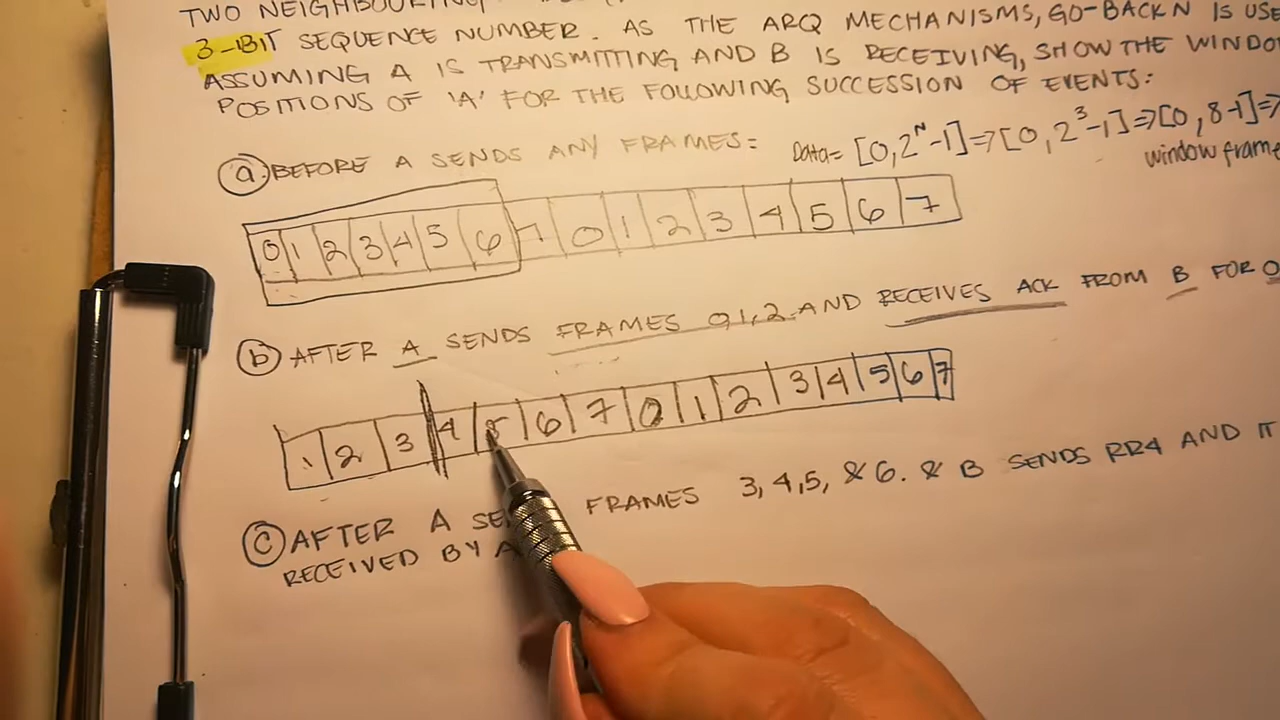 TWO NEIGHBOURING
3-BIT SEQUENCE NUMBER. AS THE ARQ MECHANISMS, GO-BACK N IS USE
ASSUMING A IS TRANSMITTING AND B IS RECEIVING, SHOW THE WINDO
POSITIONS OF 'A' FOR THE FOLLOWING SUCCESSION OF EVENTS:
(a) BEFORE A SENDS ANY FRAMES: Data= [0, 2^N-1] => [0, 2^3-1] => [0, 8-1] =>
window frame
0 1 2 3 4 5 6 7 0 1 2 3 4 5 6 7
(b) AFTER A SENDS FRAMES 0,1,2 AND RECEIVES ACK FROM B FOR 0
1 2 3 4 5 6 7 0 1 2 3 4 5 6 7
(c) AFTER A SE FRAMES 3, 4,5, & 6. & B SENDS RR4 AND IT
RECEIVED BY A